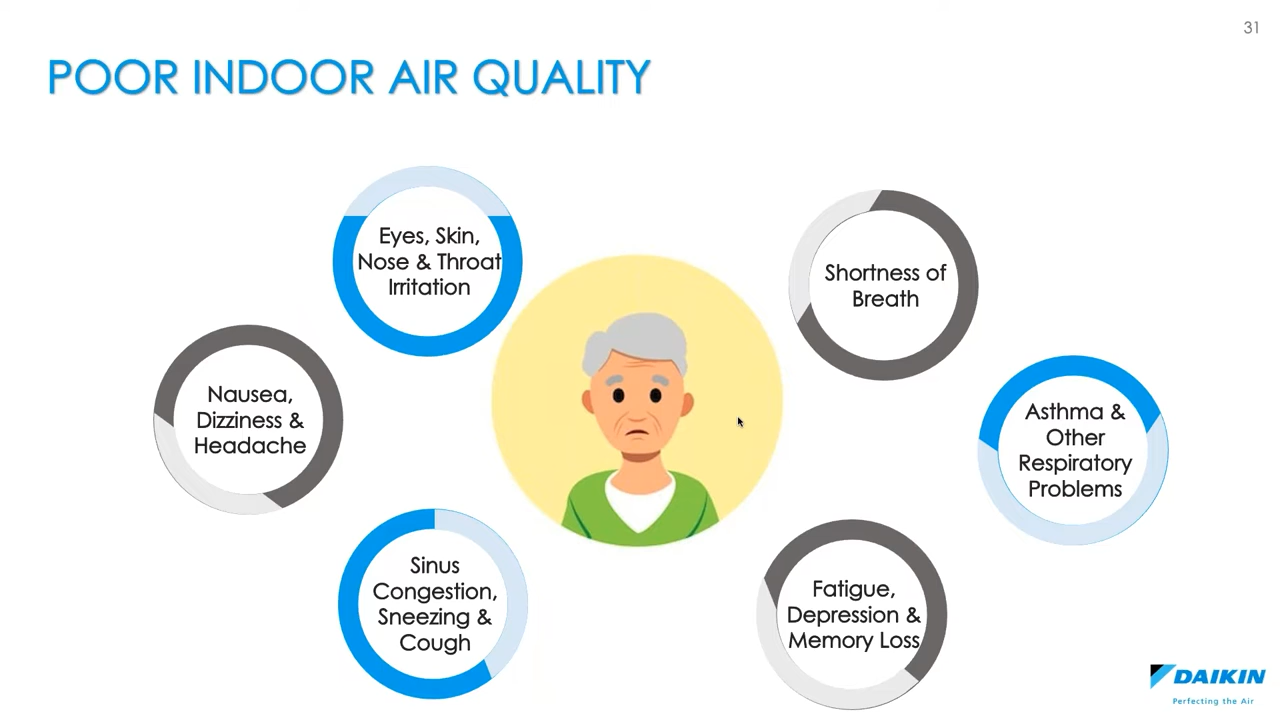 31
POOR INDOOR AIR QUALITY
Eyes, Skin,
Nose & Throat
Irritation
Shortness of
Breath
Nausea,
Dizziness &
Headache
Asthma &
Other
Respiratory
Problems
Sinus
Congestion,
Sneezing &
Cough
Fatigue,
Depression &
Memory Loss
DAIKIN
Perfecting the Air